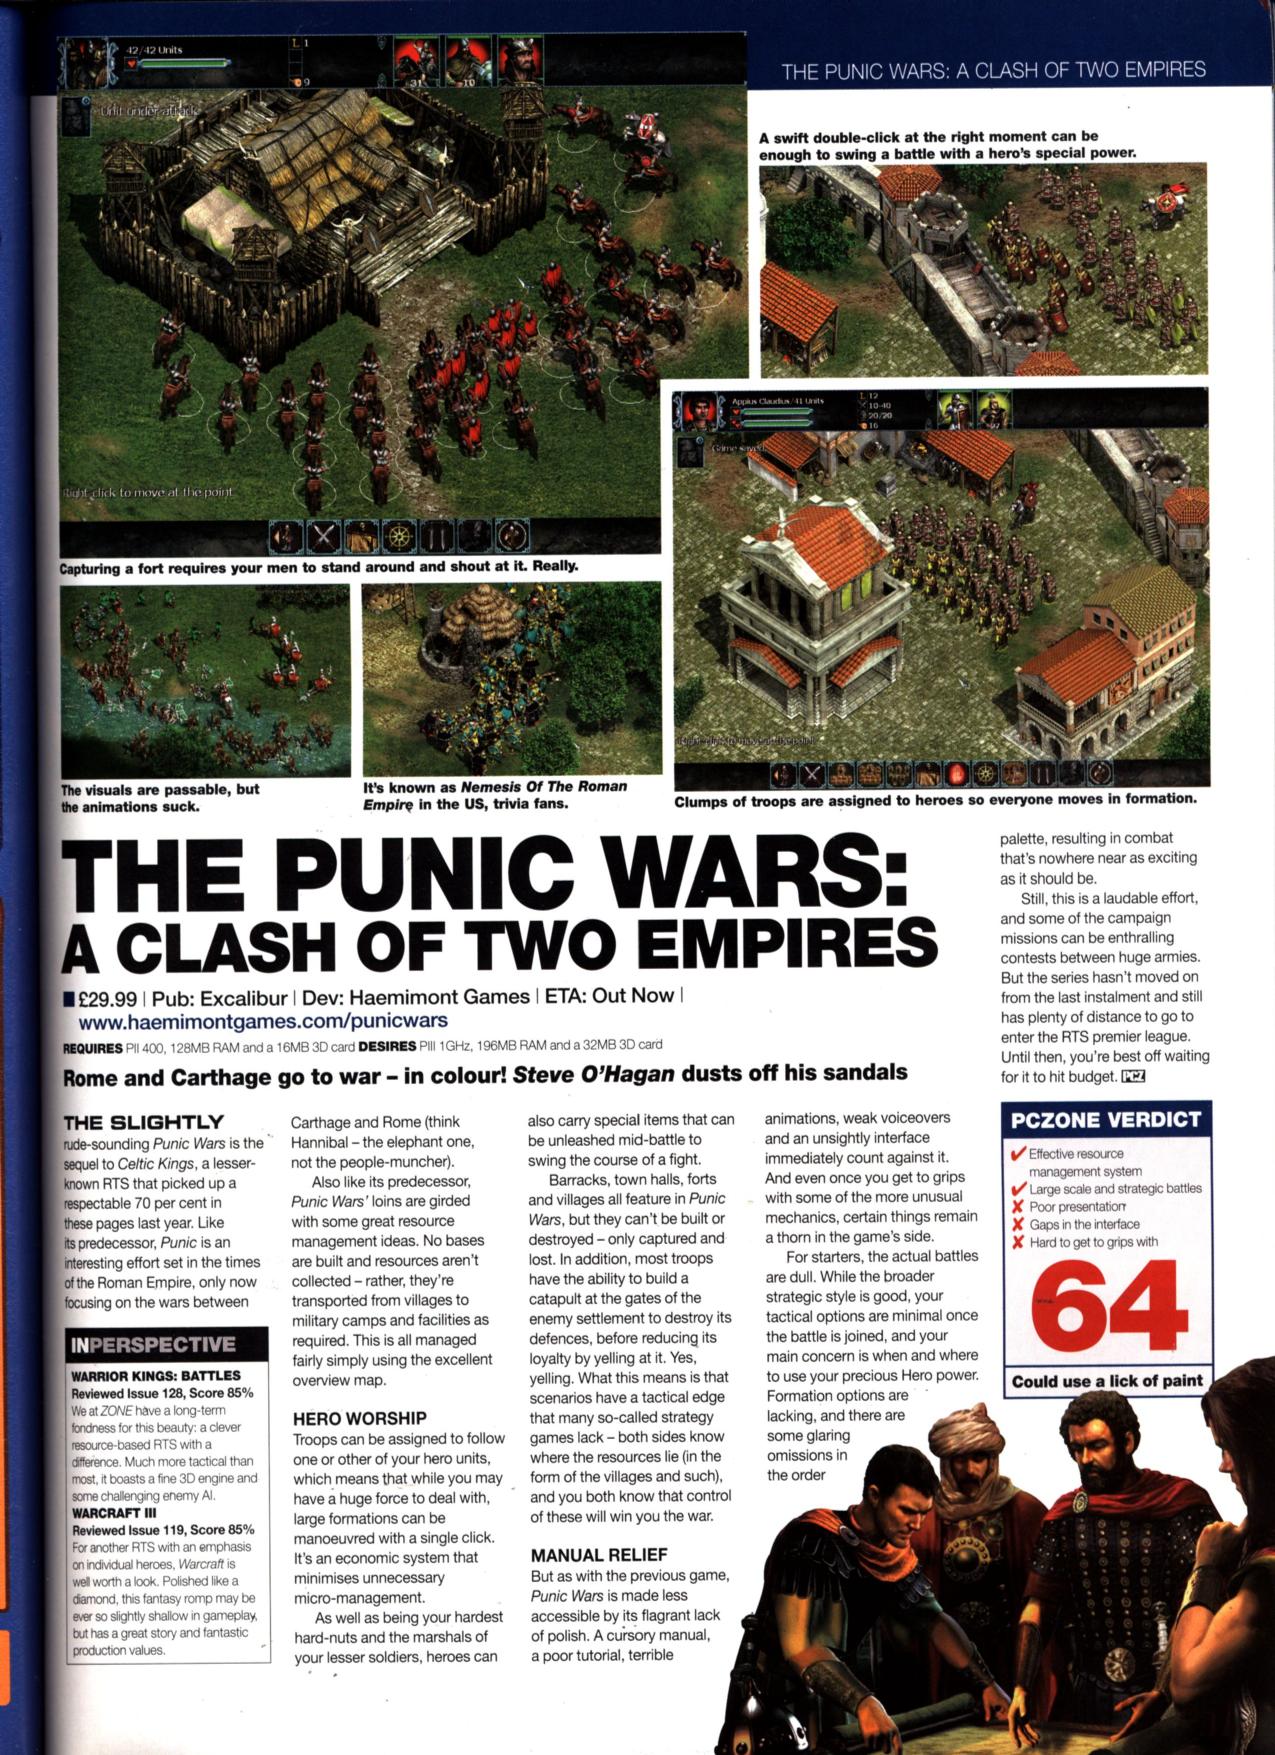 THE PUNIC WARS: A CLASH OF TWO EMPIRES
42/42 Units
L 1
9
31
10
Unit under attack
Right click to move at the point
Capturing a fort requires your men to stand around and shout at it. Really.
A swift double-click at the right moment can be
enough to swing a battle with a hero's special power.
Appius Claudius/41 Units
L 12
10-40
20/20
16
Game saved.
Clumps of troops are assigned to heroes so everyone moves in formation.
The visuals are passable, but
the animations suck.
It's known as Nemesis Of The Roman
Empire in the US, trivia fans.
THE PUNIC WARS:
A CLASH OF TWO EMPIRES
£29.99 | Pub: Excalibur | Dev: Haemimont Games | ETA: Out Now |
www.haemimontgames.com/punicwars
REQUIRES PII 400, 128MB RAM and a 16MB 3D card DESIRES PIII 1GHz, 196MB RAM and a 32MB 3D card
Rome and Carthage go to war – in colour! Steve O'Hagan dusts off his sandals
THE SLIGHTLY
rude-sounding Punic Wars is the
sequel to Celtic Kings, a lesser-
known RTS that picked up a
respectable 70 per cent in
these pages last year. Like
its predecessor, Punic is an
interesting effort set in the times
of the Roman Empire, only now
focusing on the wars between
Carthage and Rome (think
Hannibal – the elephant one,
not the people-muncher).
Also like its predecessor,
Punic Wars' loins are girded
with some great resource
management ideas. No bases
are built and resources aren't
collected – rather, they're
transported from villages to
military camps and facilities as
required. This is all managed
fairly simply using the excellent
overview map.
HERO WORSHIP
Troops can be assigned to follow
one or other of your hero units,
which means that while you may
have a huge force to deal with,
large formations can be
manoeuvred with a single click.
It's an economic system that
minimises unnecessary
micro-management.
As well as being your hardest
hard-nuts and the marshals of
your lesser soldiers, heroes can
also carry special items that can
be unleashed mid-battle to
swing the course of a fight.
Barracks, town halls, forts
and villages all feature in Punic
Wars, but they can't be built or
destroyed – only captured and
lost. In addition, most troops
have the ability to build a
catapult at the gates of the
enemy settlement to destroy its
defences, before reducing its
loyalty by yelling at it. Yes,
yelling. What this means is that
scenarios have a tactical edge
that many so-called strategy
games lack – both sides know
where the resources lie (in the
form of the villages and such),
and you both know that control
of these will win you the war.
MANUAL RELIEF
But as with the previous game,
Punic Wars is made less
accessible by its flagrant lack
of polish. A cursory manual,
a poor tutorial, terrible
animations, weak voiceovers
and an unsightly interface
immediately count against it.
And even once you get to grips
with some of the more unusual
mechanics, certain things remain
a thorn in the game's side.
For starters, the actual battles
are dull. While the broader
strategic style is good, your
tactical options are minimal once
the battle is joined, and your
main concern is when and where
to use your precious Hero power.
Formation options are
lacking, and there are
some glaring
omissions in
the order
palette, resulting in combat
that's nowhere near as exciting
as it should be.
Still, this is a laudable effort,
and some of the campaign
missions can be enthralling
contests between huge armies.
But the series hasn't moved on
from the last instalment and still
has plenty of distance to go to
enter the RTS premier league.
Until then, you're best off waiting
for it to hit budget. PCZ
INPERSPECTIVE
WARRIOR KINGS: BATTLES
Reviewed Issue 128, Score 85%
We at ZONE have a long-term
fondness for this beauty: a clever
resource-based RTS with a
difference. Much more tactical than
most, it boasts a fine 3D engine and
some challenging enemy AI.
WARCRAFT III
Reviewed Issue 119, Score 85%
For another RTS with an emphasis
on individual heroes, Warcraft is
well worth a look. Polished like a
diamond, this fantasy romp may be
ever so slightly shallow in gameplay,
but has a great story and fantastic
production values.
PCZONE VERDICT
Effective resource
management system
Large scale and strategic battles
Poor presentation
Gaps in the interface
Hard to get to grips with
64
Could use a lick of paint